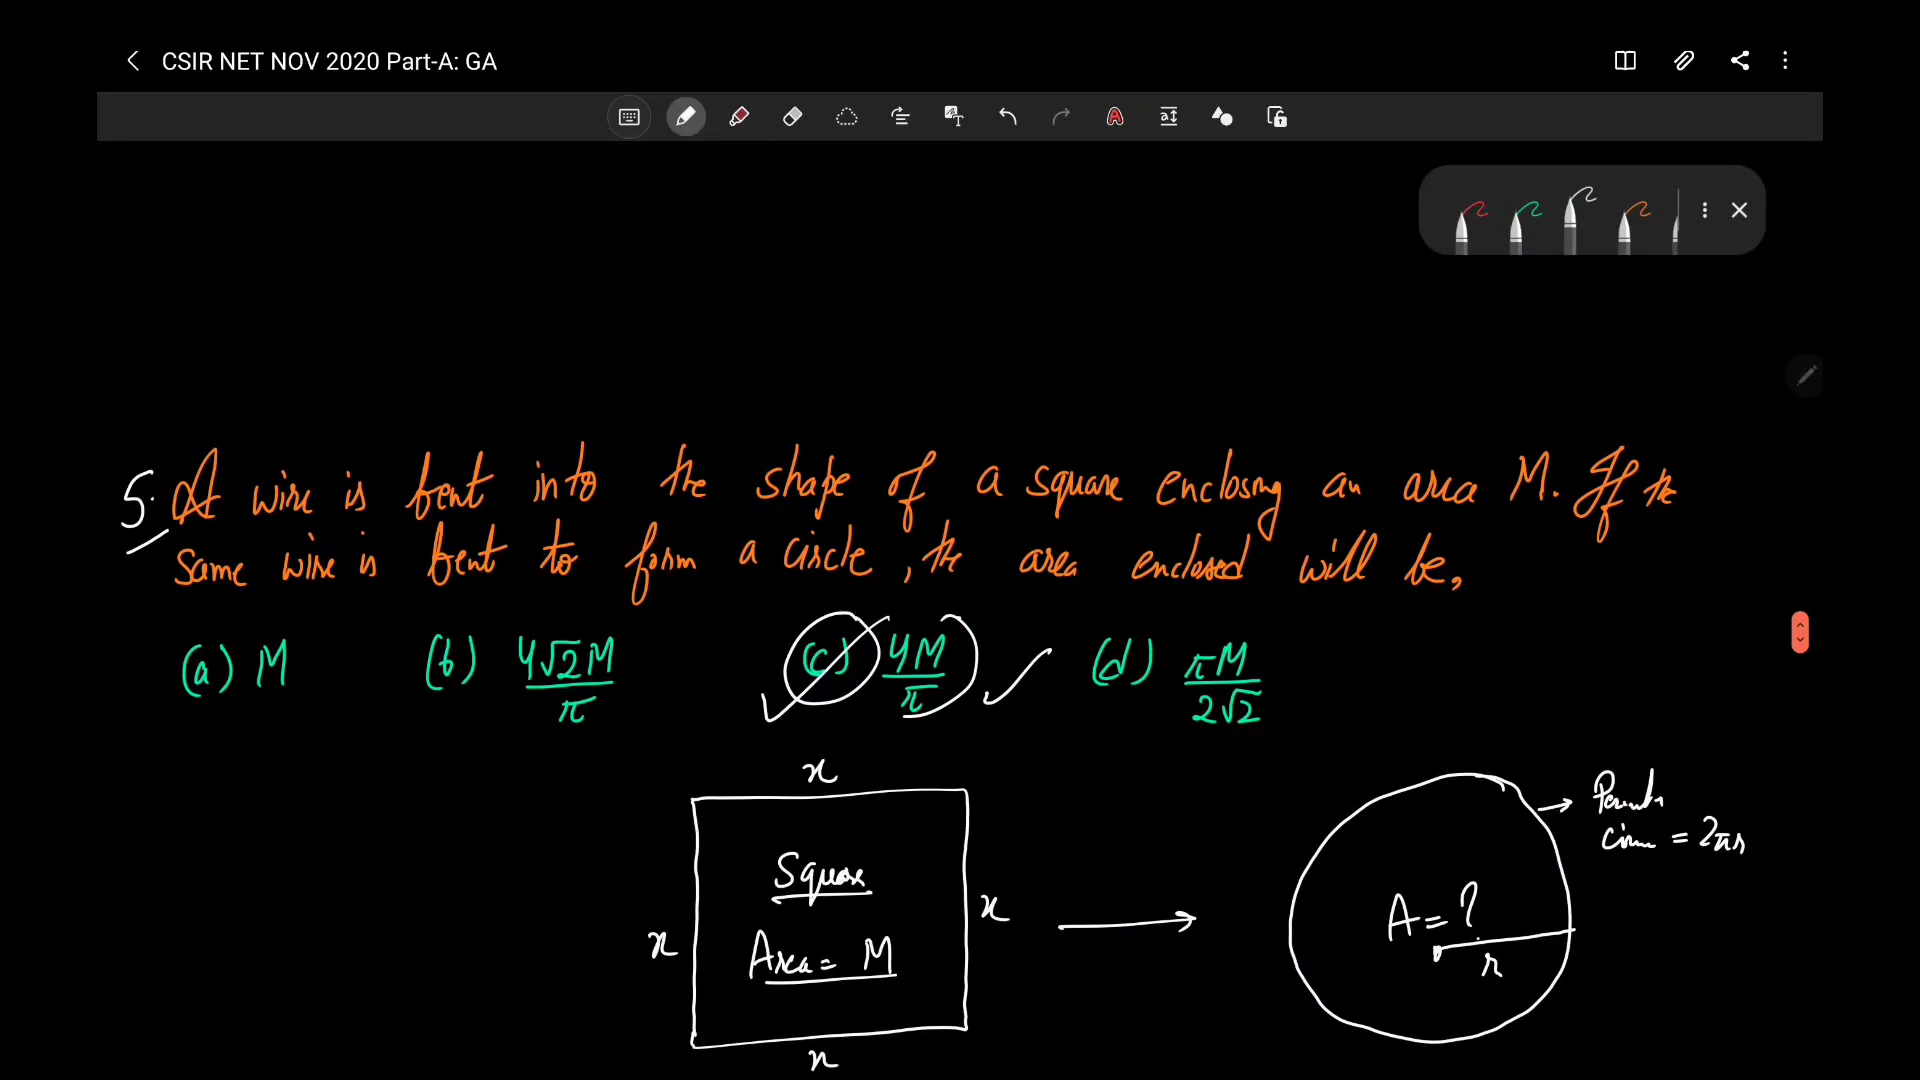 CSIR NET NOV 2020 Part-A: GA
5. A wire is bent into the shape of a square enclosing an area M. If the
same wire is bent to form a circle, the area enclosed will be,
(a) M (b) 4√2M/π (c) 4M/π (d) πM/2√2
x
Square
Area = M
x
x
x
A = ?
r
= 2πr